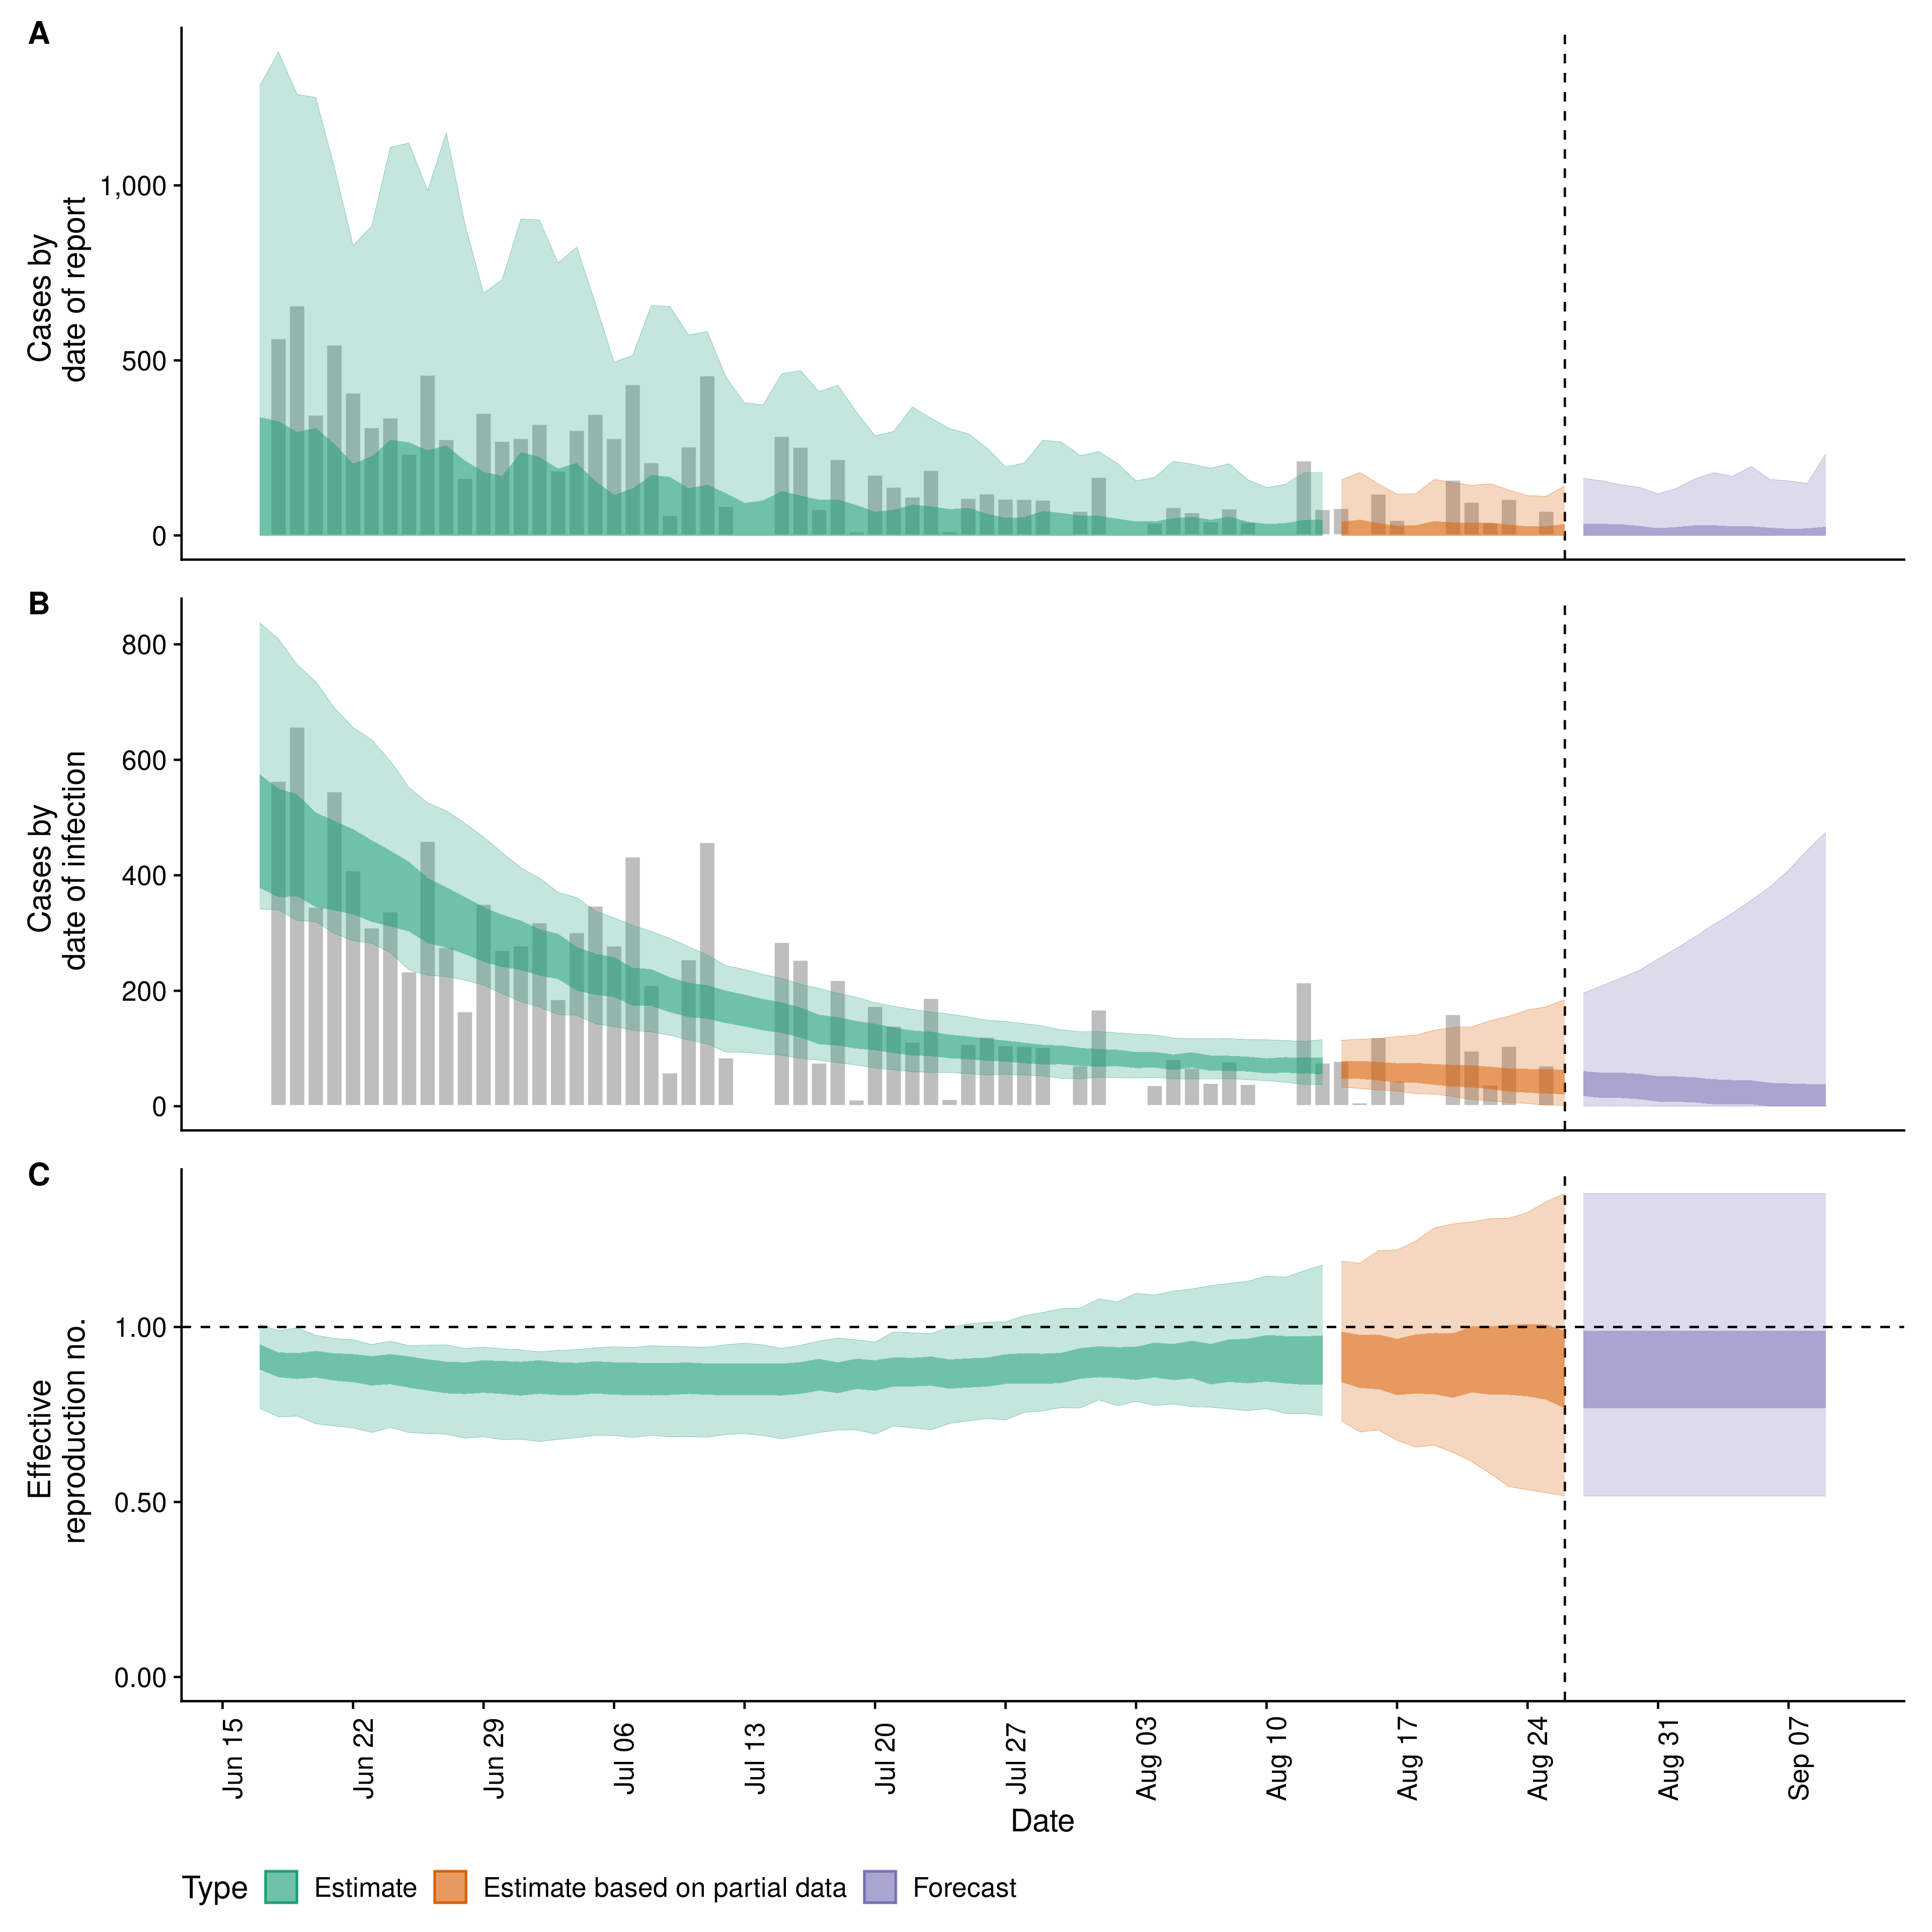 A
Cases by
date of report
1,000
500
0
B
Cases by
date of infection
800
600
400
200
0
C
Effective
reproduction no.
1.00
0.50
0.00
Jun 15
Jun 22
Jun 29
Jul 06
Jul 13
Jul 20
Jul 27
Aug 03
Aug 10
Aug 17
Aug 24
Aug 31
Sep 07
Date
Type
Estimate
Estimate based on partial data
Forecast